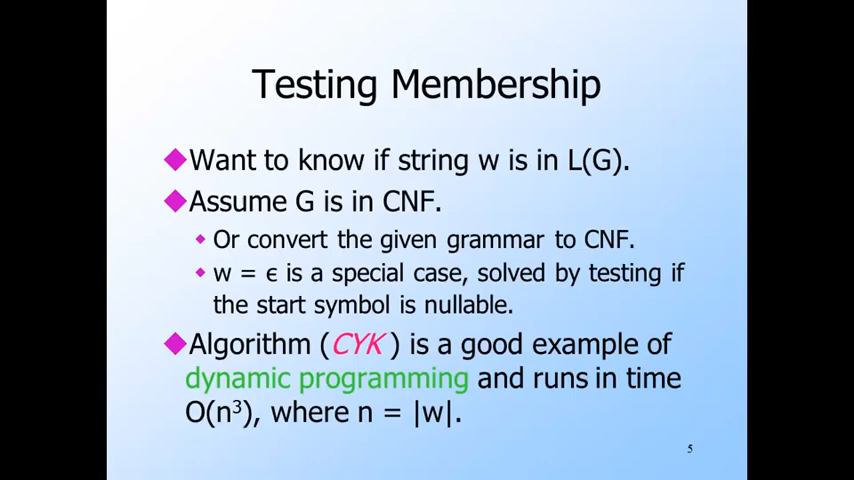 Testing Membership
Want to know if string w is in L(G).
Assume G is in CNF.
Or convert the given grammar to CNF.
w = ϵ is a special case, solved by testing if
the start symbol is nullable.
Algorithm (CYK ) is a good example of
dynamic programming and runs in time
O(n³), where n = |w|.
5